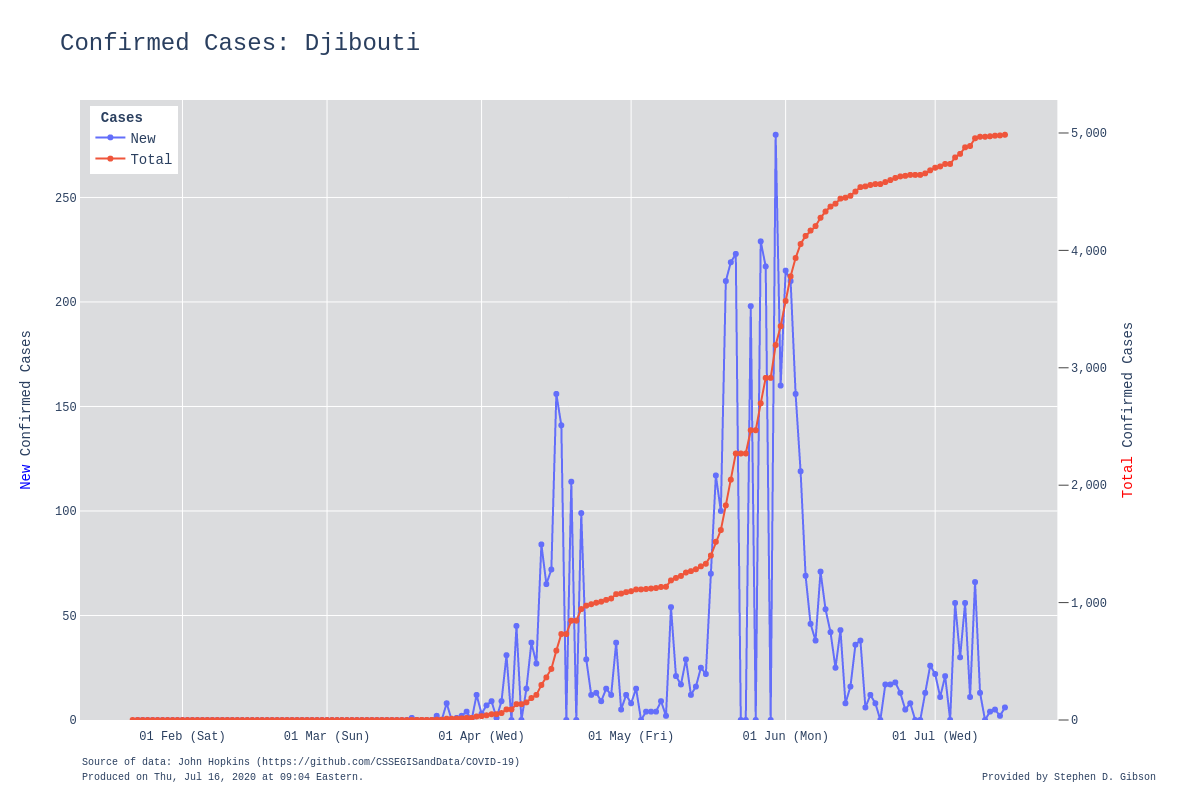 Confirmed Cases: Djibouti
Cases
New
Total
250
200
150
100
50
0
5,000
4,000
3,000
2,000
1,000
0
New Confirmed Cases
Total Confirmed Cases
01 Feb (Sat)
01 Mar (Sun)
01 Apr (Wed)
01 May (Fri)
01 Jun (Mon)
01 Jul (Wed)
Source of data: John Hopkins (https://github.com/CSSEGISandData/COVID-19)
Produced on Thu, Jul 16, 2020 at 09:04 Eastern.
Provided by Stephen D. Gibson